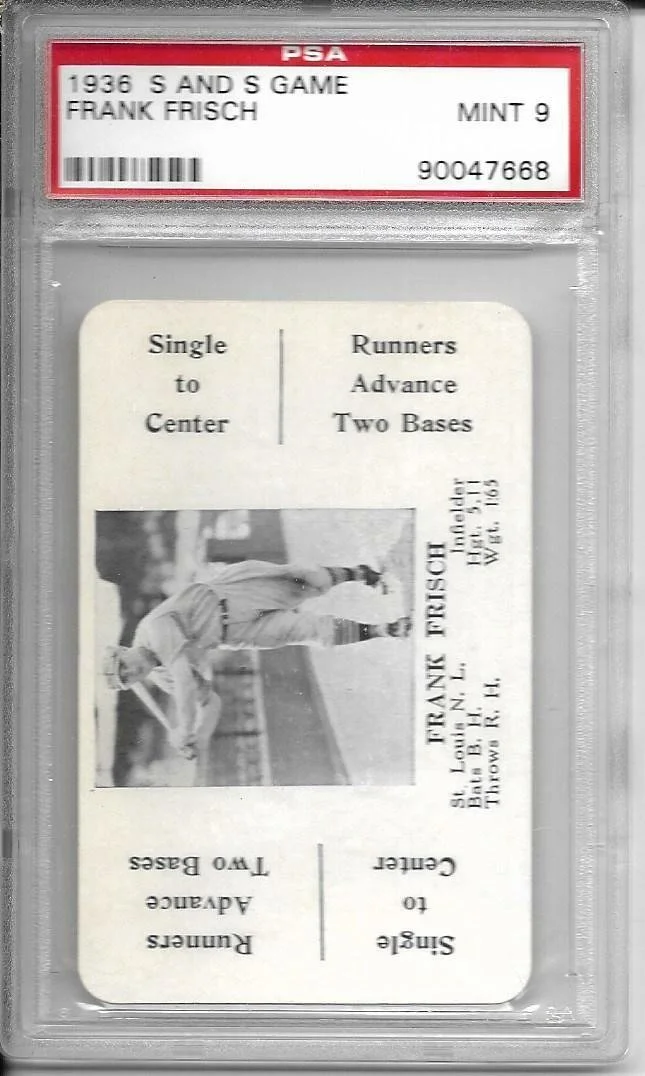 PSA
1936 S AND S GAME
FRANK FRISCH MINT 9
90047668
Single
to
Center
Runners
Advance
Two Bases
FRANK FRISCH
St. Louis N. L. Infielder
Bats B. H. Hgt. 5.11
Throws R. H. Wgt. 165
Single
to
Center
Runners
Advance
Two Bases